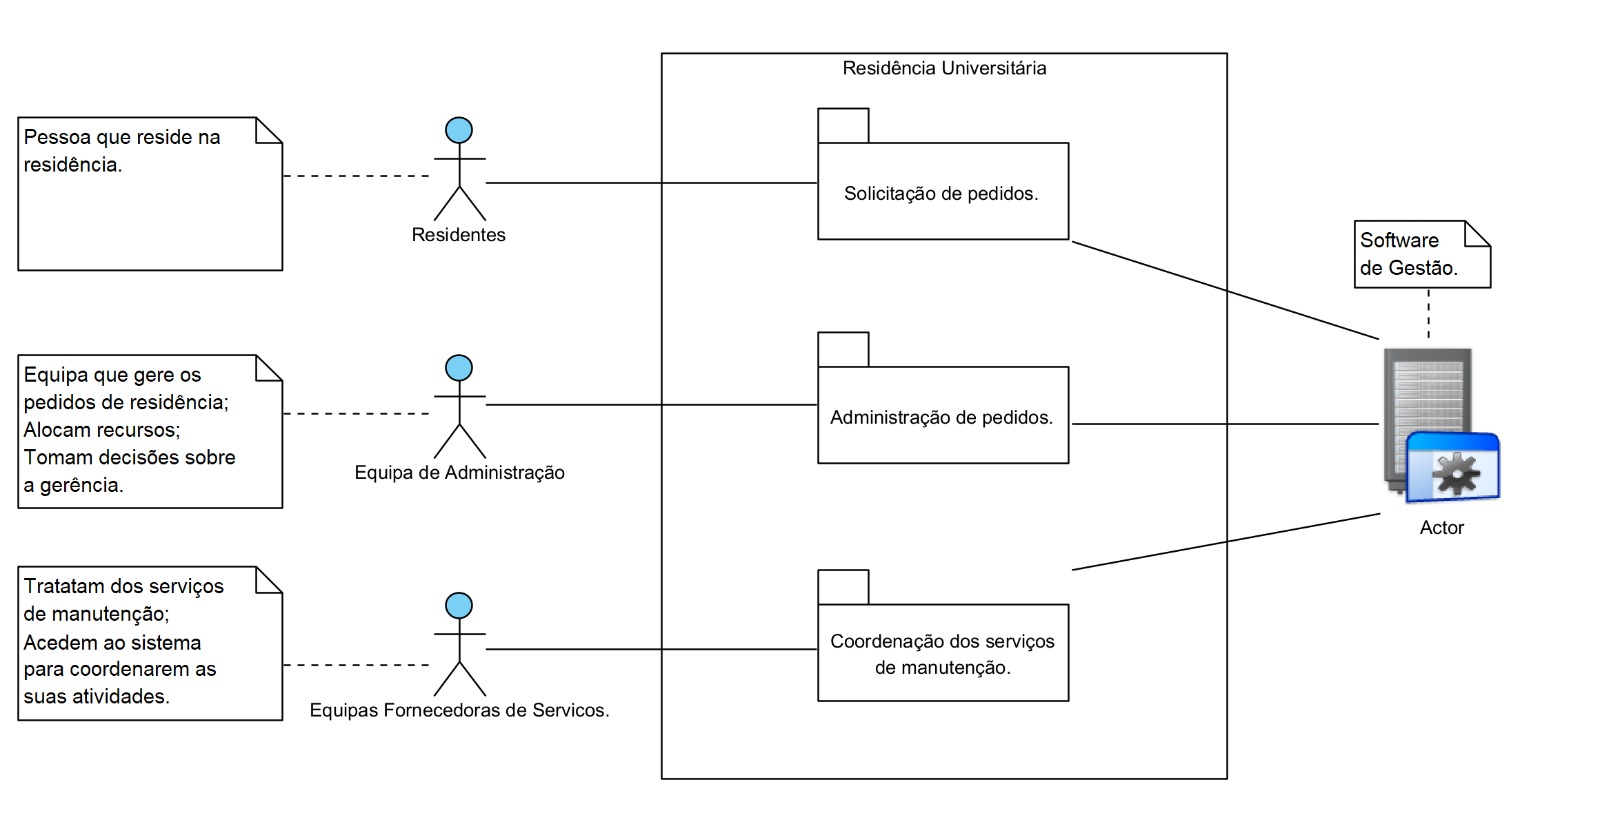 Residência Universitária
Pessoa que reside na
residência.
Residentes
Solicitação de pedidos.
Software
de Gestão.
Equipa que gere os
pedidos de residência;
Alocam recursos;
Tomam decisões sobre
a gerência.
Equipa de Administração
Administração de pedidos.
Actor
Tratatam dos serviços
de manutenção;
Acedem ao sistema
para coordenarem as
suas atividades.
Equipas Fornecedoras de Servicos.
Coordenação dos serviços
de manutenção.